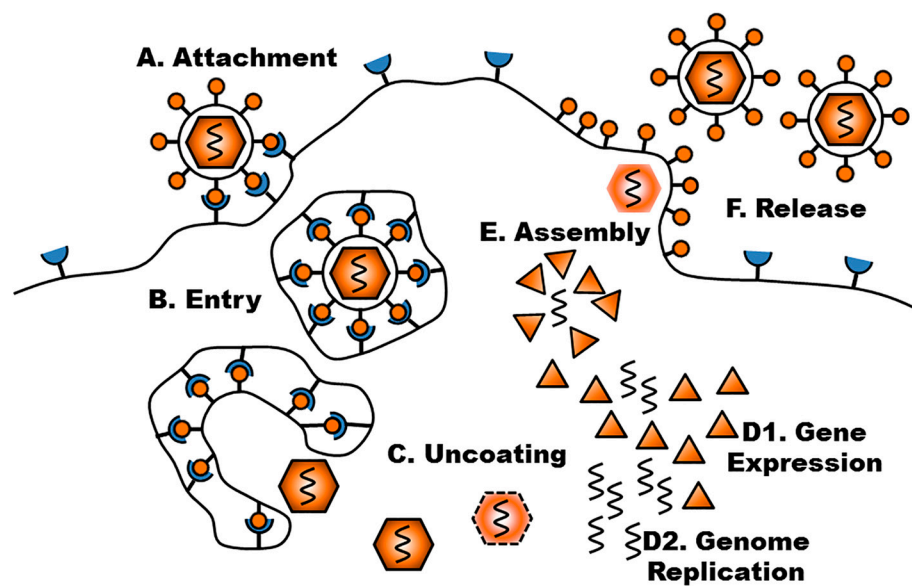 A. Attachment
F. Release
E. Assembly
B. Entry
D1. Gene
Expression
C. Uncoating
D2. Genome
Replication